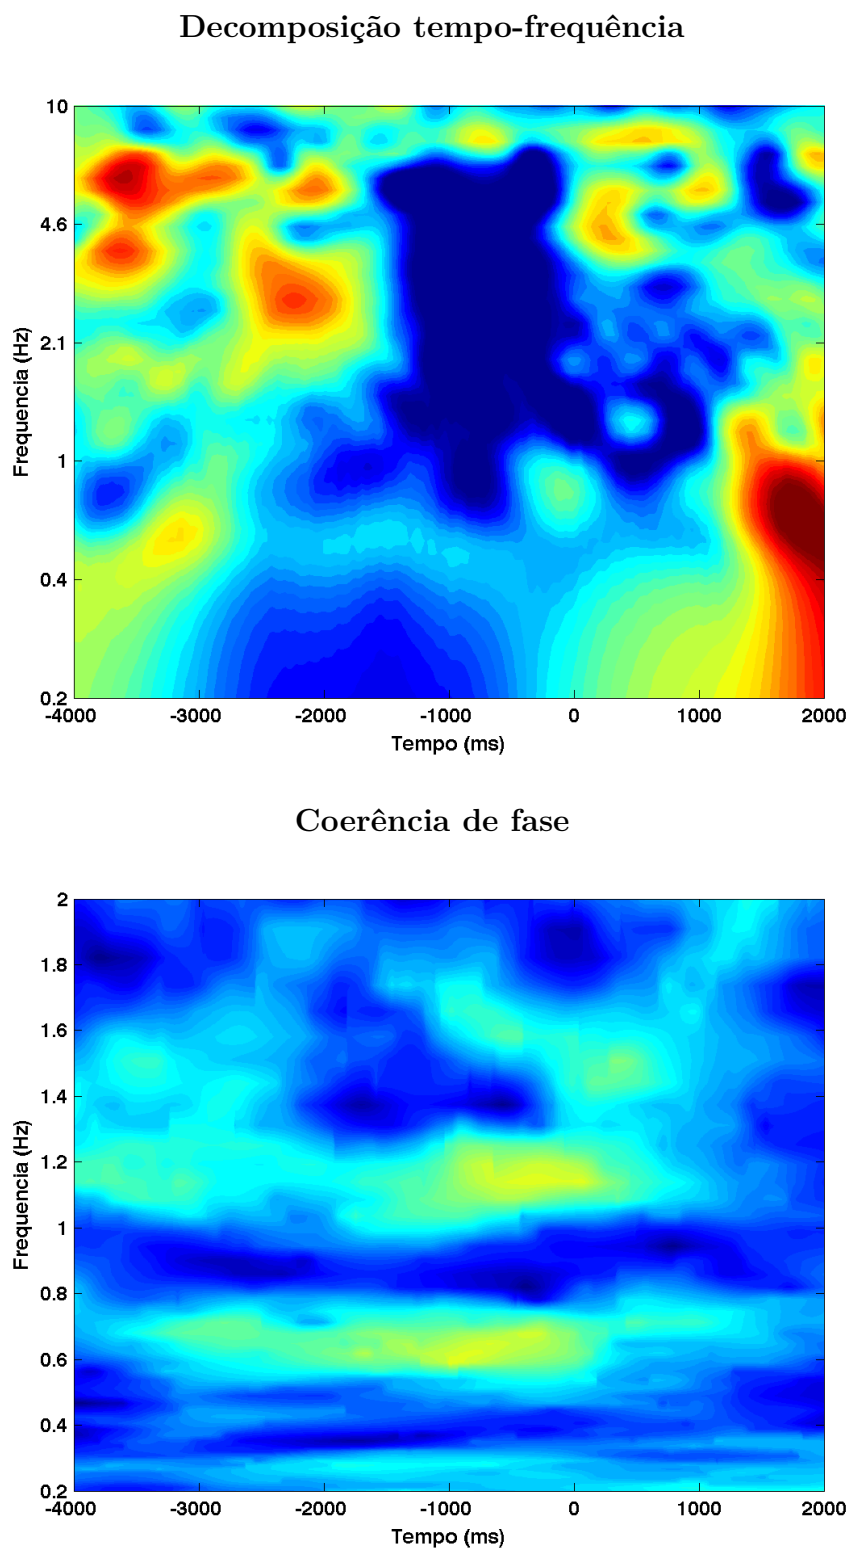 Decomposição tempo-frequência
10
4.6
2.1
1
0.4
0.2
Frequencia (Hz)
-4000 -3000 -2000 -1000 0 1000 2000
Tempo (ms)
Coerência de fase
2
1.8
1.6
1.4
1.2
1
0.8
0.6
0.4
0.2
Frequencia (Hz)
-4000 -3000 -2000 -1000 0 1000 2000
Tempo (ms)